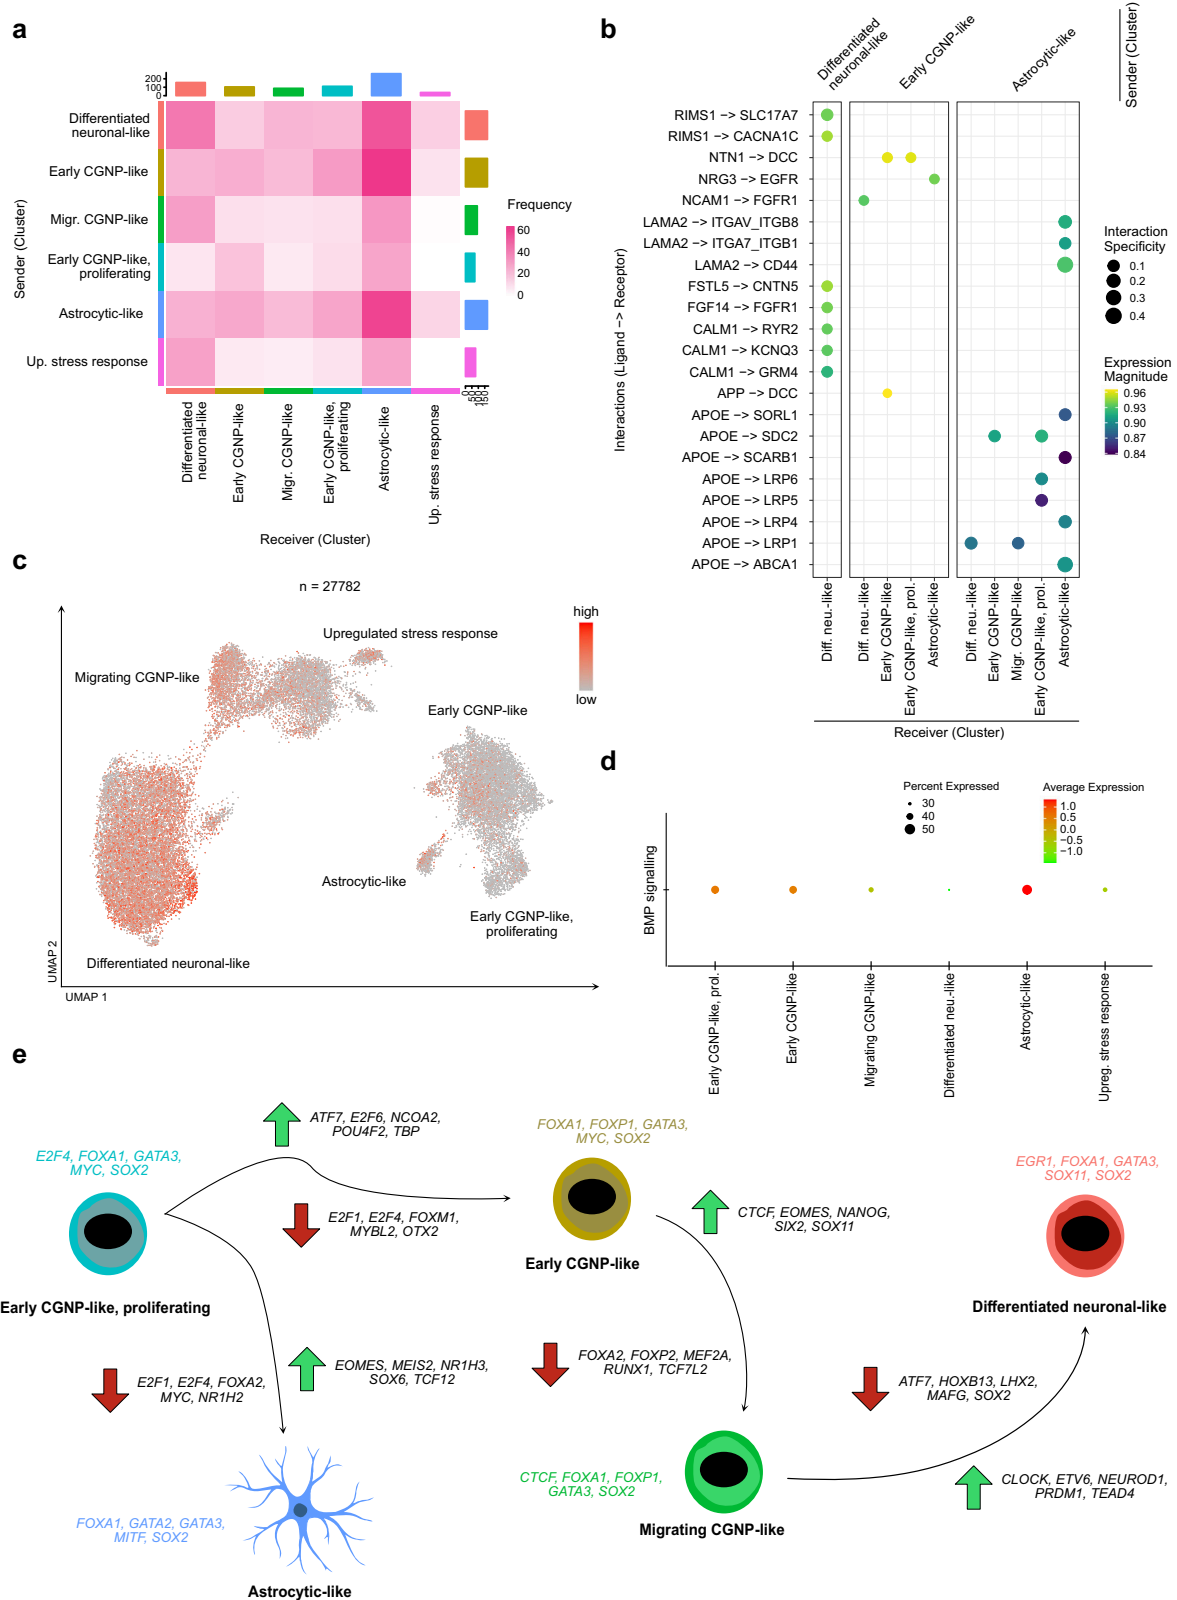 a
200
100
0
Differentiated
neuronal-like
Early CGNP-like
Migr. CGNP-like
Early CGNP-like,
proliferating
Astrocytic-like
Up. stress response
Sender (Cluster)
Frequency
60
40
20
0
0
50
100
150
Differentiated
neuronal-like
Early CGNP-like
Migr. CGNP-like
Early CGNP-like,
proliferating
Astrocytic-like
Up. stress response
Receiver (Cluster)
b
Differentiated
neuronal-like
Early CGNP-like
Astrocytic-like
Sender (Cluster)
Interactions (Ligand −> Receptor)
RIMS1 −> SLC17A7
RIMS1 −> CACNA1C
NTN1 −> DCC
NRG3 −> EGFR
NCAM1 −> FGFR1
LAMA2 −> ITGAV_ITGB8
LAMA2 −> ITGA7_ITGB1
LAMA2 −> CD44
FSTL5 −> CNTN5
FGF14 −> FGFR1
CALM1 −> RYR2
CALM1 −> KCNQ3
CALM1 −> GRM4
APP −> DCC
APOE −> SORL1
APOE −> SDC2
APOE −> SCARB1
APOE −> LRP6
APOE −> LRP5
APOE −> LRP4
APOE −> LRP1
APOE −> ABCA1
Diff. neu.-like
Diff. neu.-like
Early CGNP-like
Early CGNP-like, prol.
Astrocytic-like
Diff. neu.-like
Early CGNP-like
Migr. CGNP-like
Early CGNP-like, prol.
Astrocytic-like
Receiver (Cluster)
Interaction
Specificity
0.1
0.2
0.3
0.4
Expression
Magnitude
0.96
0.93
0.90
0.87
0.84
c
n = 27782
high
low
Upregulated stress response
Migrating CGNP-like
Early CGNP-like
Astrocytic-like
Early CGNP-like,
proliferating
Differentiated neuronal-like
UMAP 2
UMAP 1
d
Percent Expressed
30
40
50
Average Expression
1.0
0.5
0.0
−0.5
−1.0
BMP signalling
Early CGNP-like, prol.
Early CGNP-like
Migrating CGNP-like
Differentiated neu.-like
Astrocytic-like
Upreg. stress response
e
ATF7, E2F6, NCOA2,
POU4F2, TBP
E2F4, FOXA1, GATA3,
MYC, SOX2
FOXA1, FOXP1, GATA3,
MYC, SOX2
EGR1, FOXA1, GATA3,
SOX11, SOX2
E2F1, E2F4, FOXM1,
MYBL2, OTX2
CTCF, EOMES, NANOG,
SIX2, SOX11
Early CGNP-like
Early CGNP-like, proliferating
Differentiated neuronal-like
E2F1, E2F4, FOXA2,
MYC, NR1H2
EOMES, MEIS2, NR1H3,
SOX6, TCF12
FOXA2, FOXP2, MEF2A,
RUNX1, TCF7L2
ATF7, HOXB13, LHX2,
MAFG, SOX2
CTCF, FOXA1, FOXP1,
GATA3, SOX2
CLOCK, ETV6, NEUROD1,
PRDM1, TEAD4
FOXA1, GATA2, GATA3,
MITF, SOX2
Migrating CGNP-like
Astrocytic-like